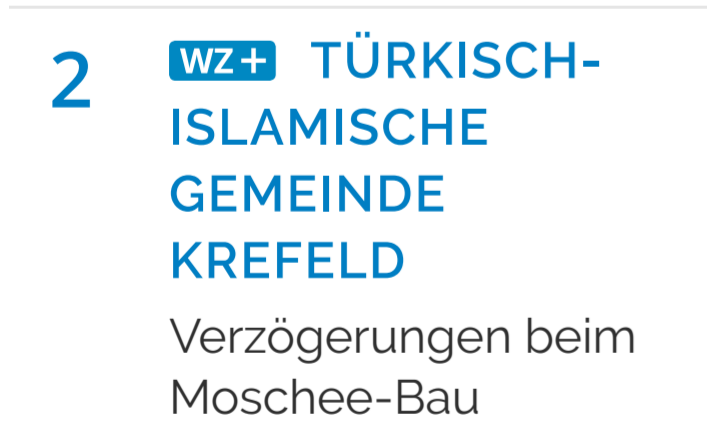 2 WZ+ TÜRKISCH-
ISLAMISCHE
GEMEINDE
KREFELD
Verzögerungen beim
Moschee-Bau